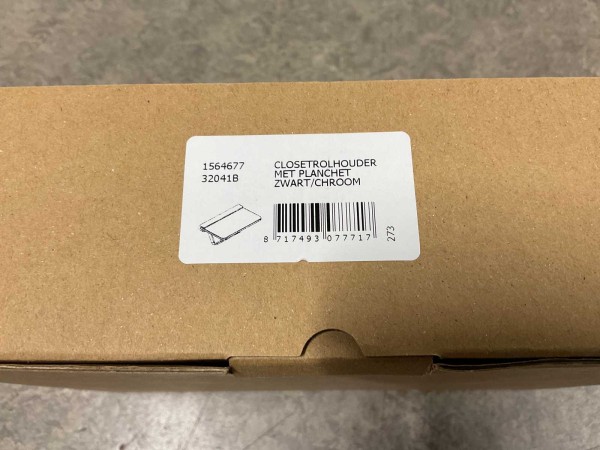 1564677
32041B
CLOSETROLHOUDER
MET PLANCHET
ZWART/CHROOM
8 717493 077717
273